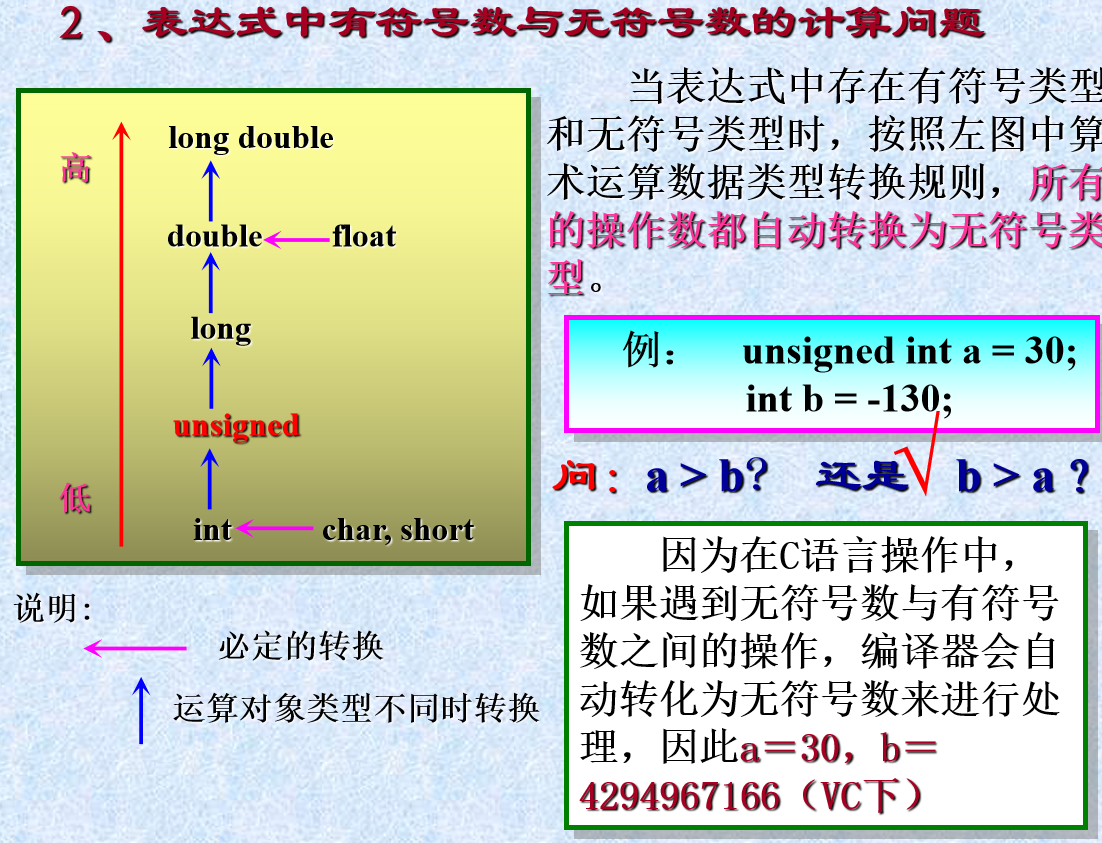 2、表达式中有符号数与无符号数的计算问题
高
long double
double
float
long
unsigned
低
int
char, short
说明:
必定的转换
运算对象类型不同时转换
当表达式中存在有符号类型
和无符号类型时，按照左图中算
术运算数据类型转换规则，所有
的操作数都自动转换为无符号类
型。
例： unsigned int a = 30;
int b = -130;
问：a > b? 还是 b > a ?
因为在C语言操作中，
如果遇到无符号数与有符号
数之间的操作，编译器会自
动转化为无符号数来进行处
理，因此a＝30，b＝
4294967166（VC下）